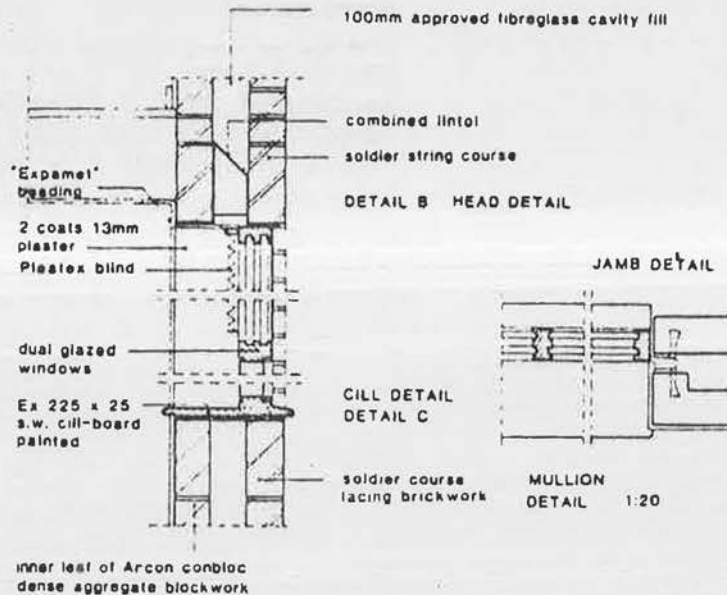 100mm approved fibreglass cavity fill
combined lintol
soldier string course
"Expamet"
beading
DETAIL B HEAD DETAIL
2 coats 13mm
plaster
Pleatex blind
JAMB DETAIL
dual glazed
windows
CILL DETAIL
DETAIL C
Ex 225 x 25
s.w. cill-board
painted
soldier course
lacing brickwork
MULLION
DETAIL 1:20
inner leaf of Arcon conbloc
dense aggregate blockwork